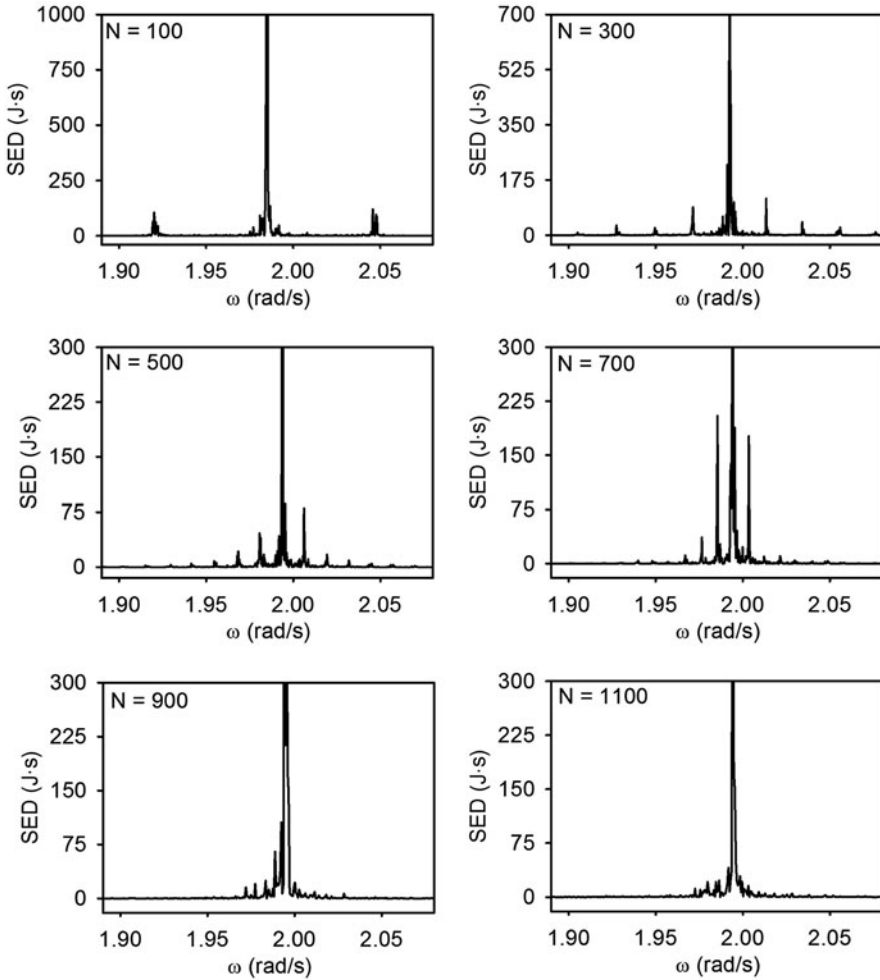 N = 100
SED (J·s)
1000
750
500
250
0
1.90 1.95 2.00 2.05
ω (rad/s)
N = 300
SED (J·s)
700
525
350
175
0
1.90 1.95 2.00 2.05
ω (rad/s)
N = 500
SED (J·s)
300
225
150
75
0
1.90 1.95 2.00 2.05
ω (rad/s)
N = 700
SED (J·s)
300
225
150
75
0
1.90 1.95 2.00 2.05
ω (rad/s)
N = 900
SED (J·s)
300
225
150
75
0
1.90 1.95 2.00 2.05
ω (rad/s)
N = 1100
SED (J·s)
300
225
150
75
0
1.90 1.95 2.00 2.05
ω (rad/s)